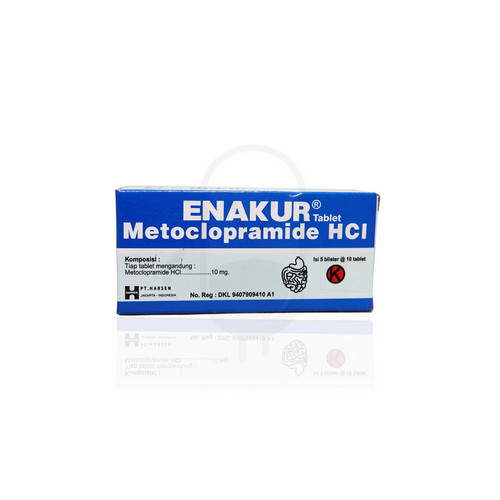 ENAKUR® Tablet
Metoclopramide HCl
Komposisi :
Tiap tablet mengandung :
Metoclopramide HCl..............10 mg.
Isi 5 blister @ 10 tablet
K
H PT. HARSEN
JAKARTA - INDONESIA
No. Reg : DKL 9407909410 A1